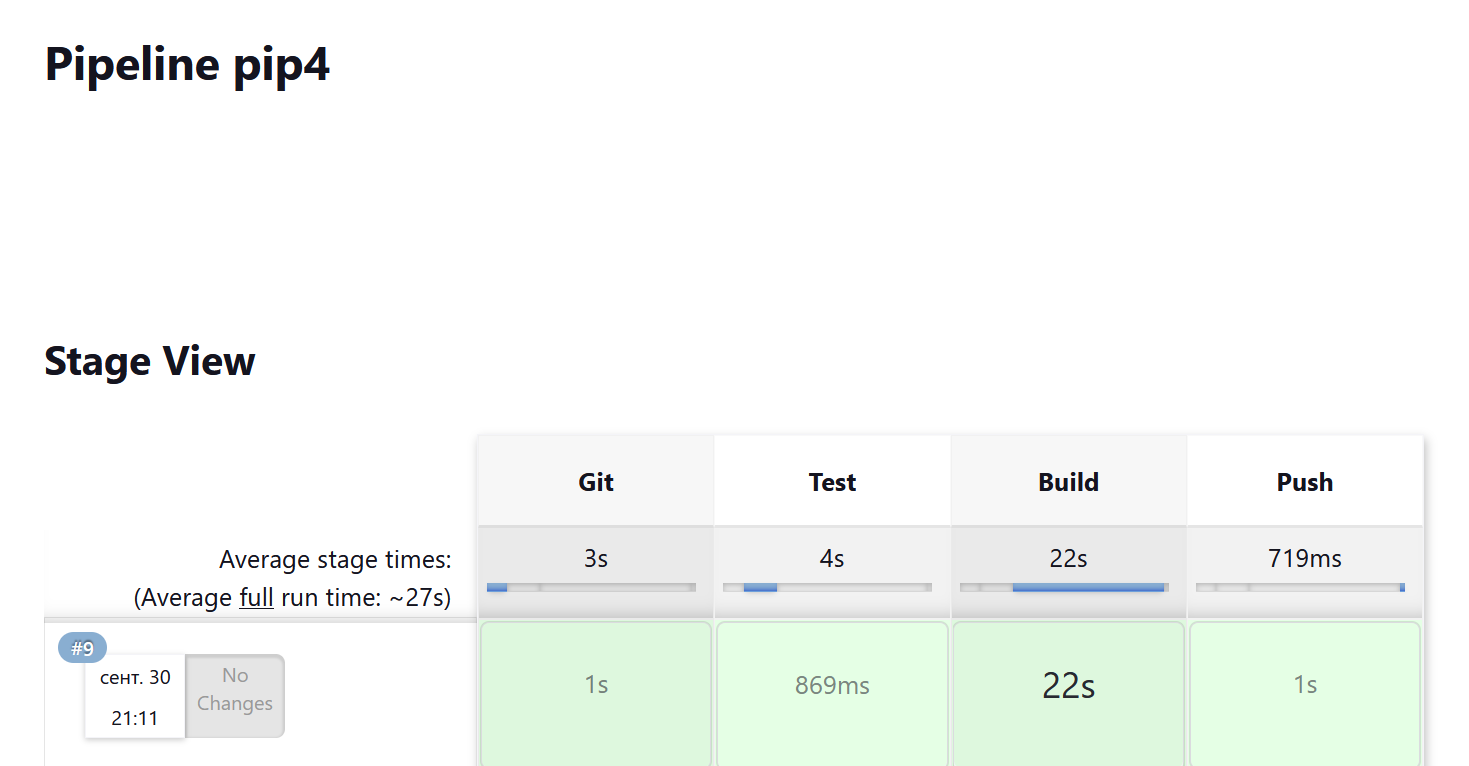 Pipeline pip4
Stage View
Git Test Build Push
Average stage times:
(Average full run time: ~27s)
3s 4s 22s 719ms
#9
сент. 30
21:11
No
Changes
1s 869ms 22s 1s